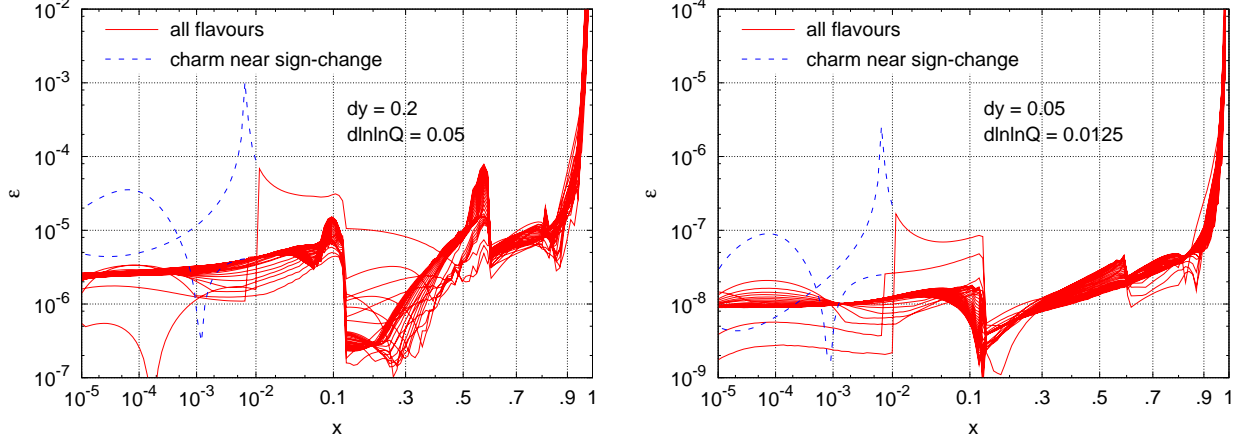 10⁻²
10⁻³
10⁻⁴
10⁻⁵
10⁻⁶
10⁻⁷
ε
all flavours
charm near sign-change
dy = 0.2
dlnlnQ = 0.05
10⁻⁵ 10⁻⁴ 10⁻³ 10⁻² 0.1 .3 .5 .7 .9 1
x
10⁻⁴
10⁻⁵
10⁻⁶
10⁻⁷
10⁻⁸
10⁻⁹
ε
all flavours
charm near sign-change
dy = 0.05
dlnlnQ = 0.0125
10⁻⁵ 10⁻⁴ 10⁻³ 10⁻² 0.1 .3 .5 .7 .9 1
x